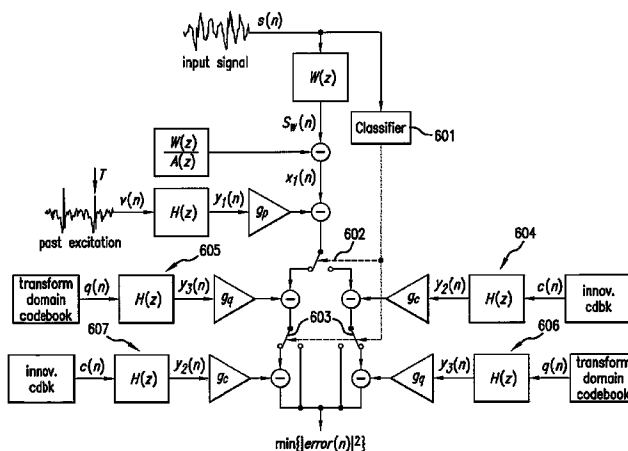 s(n)
input signal
W(z)
Classifier
601
S_w(n)
W(z)
A(z)
x_1(n)
T
v(n)
H(z)
y_1(n)
g_p
past excitation
602
605
604
transform
domain
codebook
q(n)
H(z)
y_3(n)
g_q
g_c
y_2(n)
H(z)
c(n)
innov.
cdbk
607
603
606
innov.
cdbk
c(n)
H(z)
y_2(n)
g_c
g_q
y_3(n)
H(z)
q(n)
transform
domain
codebook
min{|error(n)|²}